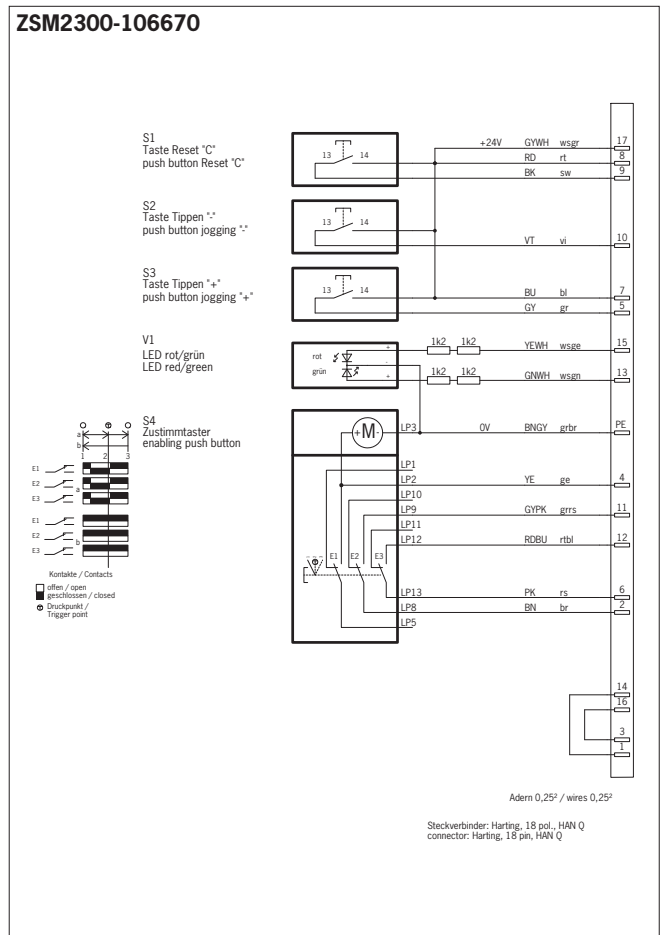 ZSM2300-106670
S1
Taste Reset "C"
push button Reset "C"
13 14
+24V GYWH wsgr 17
RD rt 8
BK sw 9
S2
Taste Tippen "-"
push button jogging "-"
13 14
VT vi 10
S3
Taste Tippen "+"
push button jogging "+"
13 14
BU bl 7
GY gr 5
V1
LED rot/grün
LED red/green
rot + 1k2 1k2 YEWH wsge 15
-
grün + 1k2 1k2 GNWH wsgn 13
S4
Zustimmtaster
enabling push button
+M- LP3 0V BNGY grbr PE
LP1
LP2 YE ge 4
LP10
LP9 GYPK grrs 11
LP11
LP12 RDBU rtbl 12
E1 E2 E3
LP13 PK rs 6
LP8 BN br 2
LP5
a
b
1 2 3
E1
E2 a
E3
E1
E2 b
E3
Kontakte / Contacts
offen / open
geschlossen / closed
Druckpunkt /
Trigger point
14
16
3
1
Adern 0,25² / wires 0,25²
Steckverbinder: Harting, 18 pol., HAN Q
connector: Harting, 18 pin, HAN Q